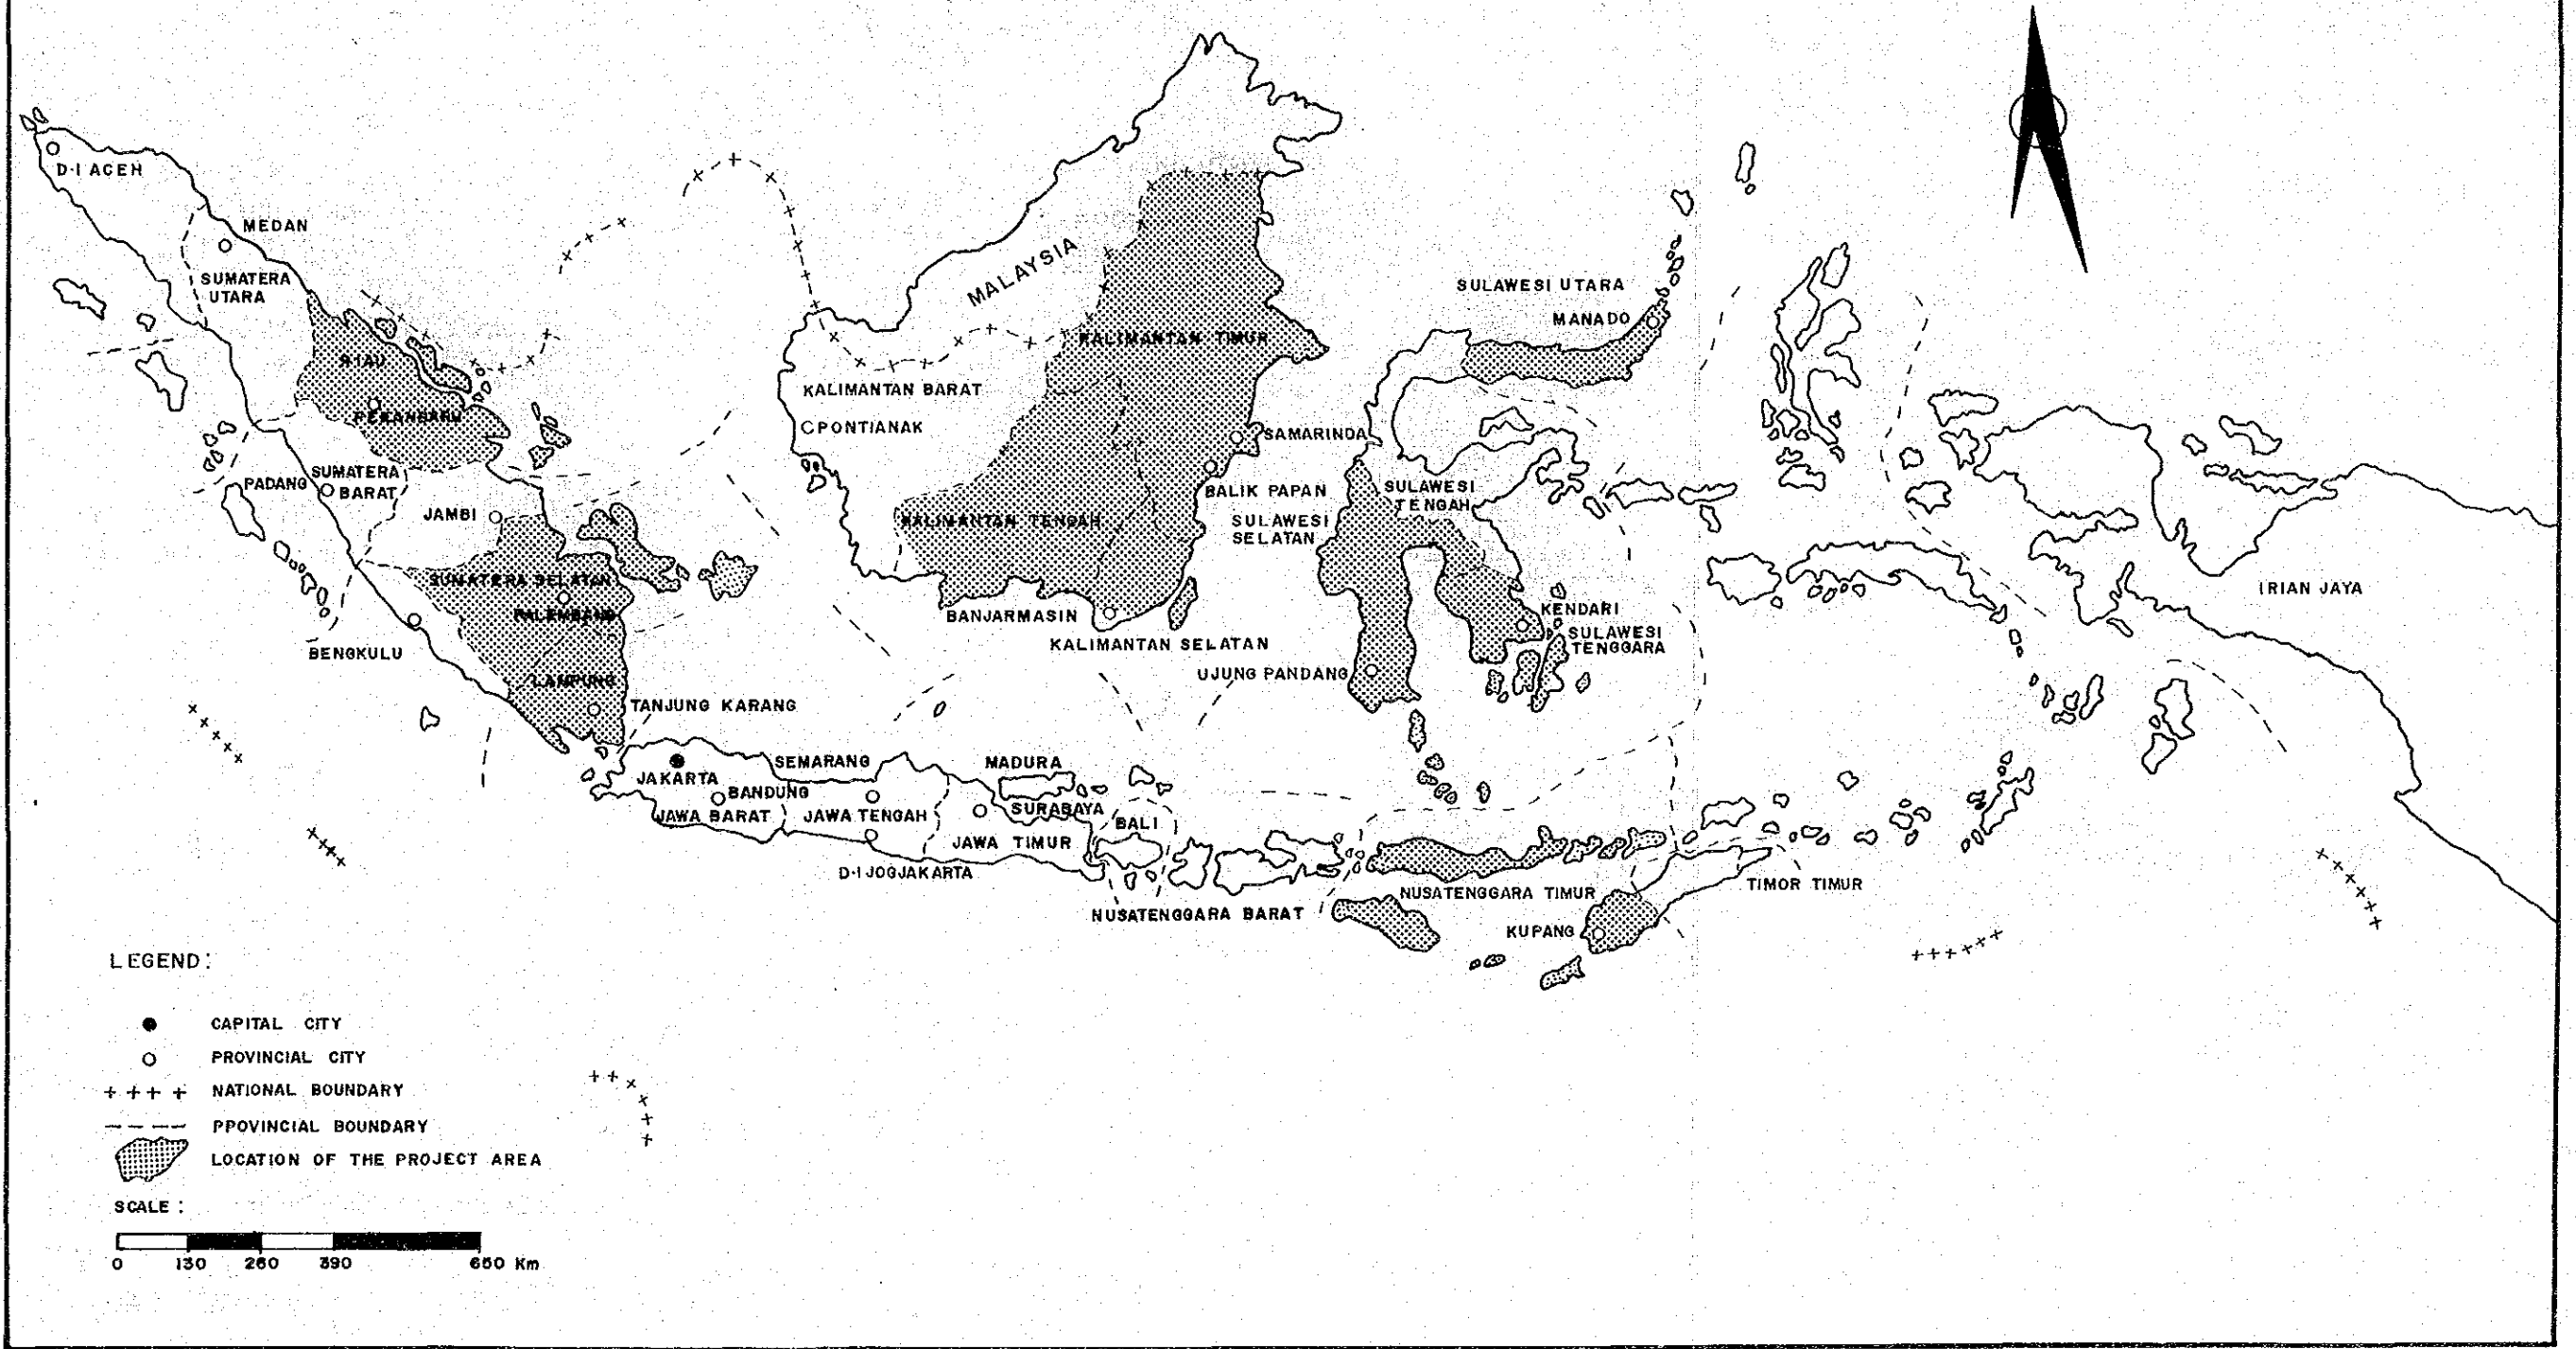 D·I ACEH
MEDAN
SUMATERA
UTARA
MALAYSIA
SULAWESI UTARA
MANADO
RIAU
KALIMANTAN TIMUR
KALIMANTAN BARAT
PEKANBARU
PONTIANAK
SAMARINDA
PADANG
SUMATERA
BARAT
JAMBI
BALIK PAPAN
SULAWESI
TENGAH
KALIMANTAN TENGAH
SULAWESI
SELATAN
SUMATERA SELATAN
PALEMBANG
IRIAN JAYA
BANJARMASIN
KENDARI
KALIMANTAN SELATAN
SULAWESI
TENGGARA
BENGKULU
UJUNG PANDANG
LAMPUNG
TANJUNG KARANG
SEMARANG
MADURA
JAKARTA
BANDUNG
SURABAYA
JAWA BARAT
JAWA TENGAH
BALI
JAWA TIMUR
D·I JOGJAKARTA
TIMOR TIMUR
NUSATENGGARA TIMUR
NUSATENGGARA BARAT
KUPANG
LEGEND:
CAPITAL CITY
PROVINCIAL CITY
NATIONAL BOUNDARY
PPOVINCIAL BOUNDARY
LOCATION OF THE PROJECT AREA
SCALE :
0 130 260 390 650 Km